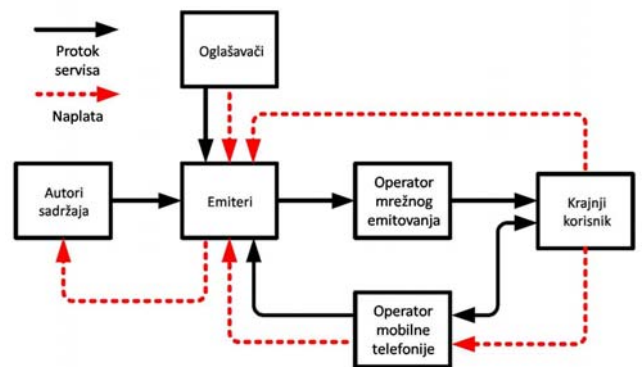 Protok
servisa
Naplata
Oglašavači
Autori
sadržaja
Emiteri
Operator
mrežnog
emitovanja
Krajnji
korisnik
Operator
mobilne
telefonije